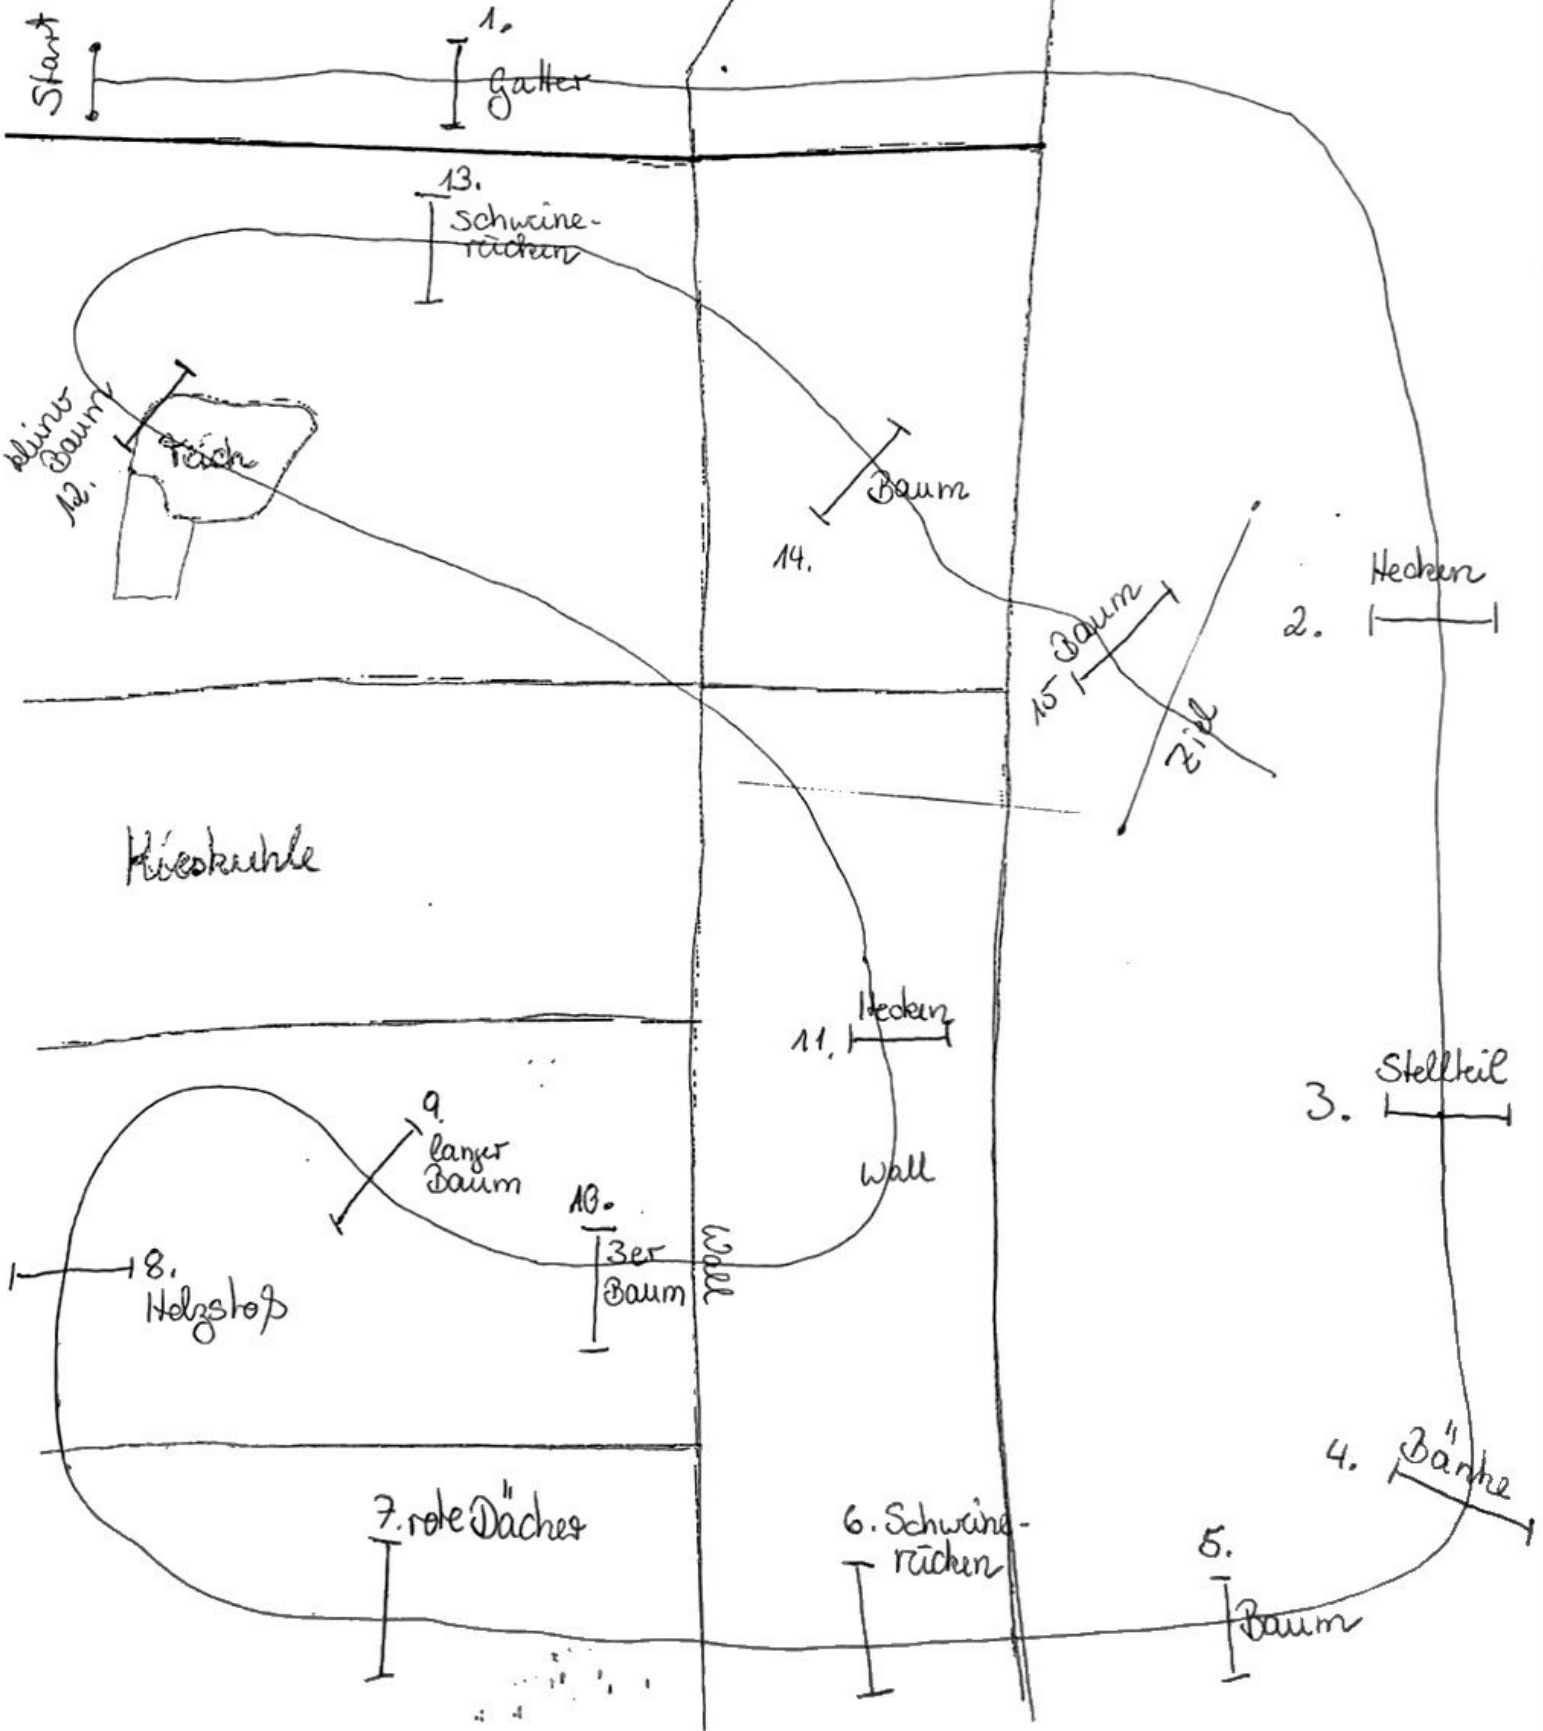 Start
1.
Gatter
13.
Schweine-
rücken
kleiner
Baum
12.
Teich
Baum
14.
Baum
15
Ziel
Hecken
2.
Kieskuhle
Hecken
11.
Stellteil
3.
9.
langer
Baum
Wall
10.
3er
Baum
Wall
8.
Holzstoß
4.
Bänke
7. rote Dächer
6. Schweine-
rücken
5.
Baum